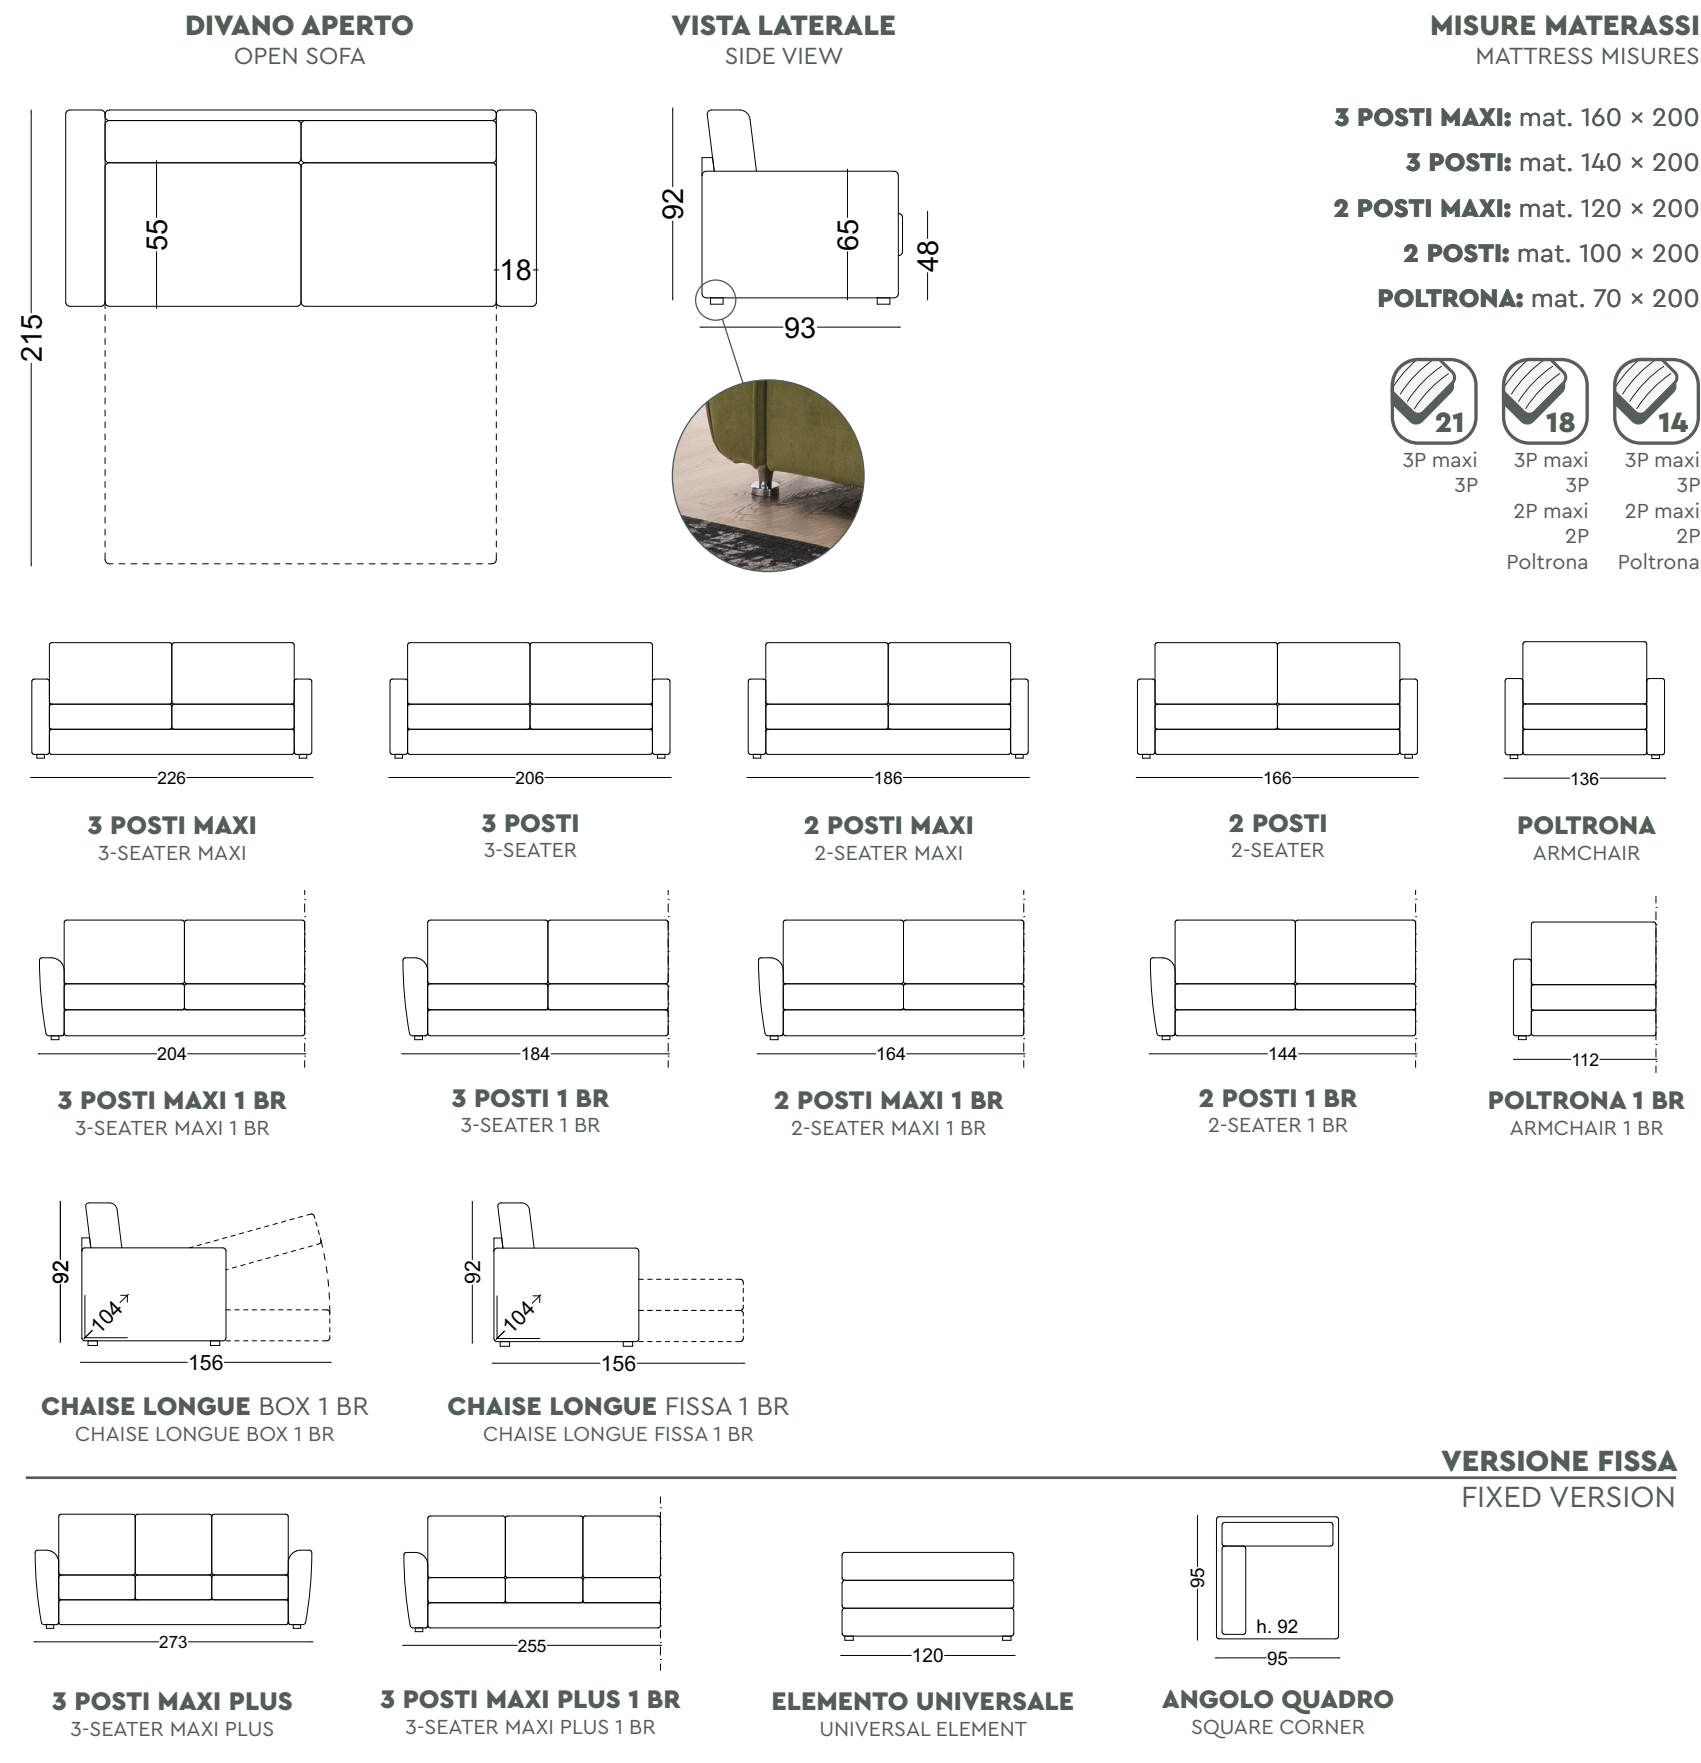 DIVANO APERTO
OPEN SOFA
VISTA LATERALE
SIDE VIEW
MISURE MATERASSI
MATTRESS MISURES
215
55
18
92
65
48
93
3 POSTI MAXI: mat. 160 × 200
3 POSTI: mat. 140 × 200
2 POSTI MAXI: mat. 120 × 200
2 POSTI: mat. 100 × 200
POLTRONA: mat. 70 × 200
21
3P maxi
3P
18
3P maxi
3P
2P maxi
2P
Poltrona
14
3P maxi
3P
2P maxi
2P
Poltrona
226
3 POSTI MAXI
3-SEATER MAXI
206
3 POSTI
3-SEATER
186
2 POSTI MAXI
2-SEATER MAXI
166
2 POSTI
2-SEATER
136
POLTRONA
ARMCHAIR
204
3 POSTI MAXI 1 BR
3-SEATER MAXI 1 BR
184
3 POSTI 1 BR
3-SEATER 1 BR
164
2 POSTI MAXI 1 BR
2-SEATER MAXI 1 BR
144
2 POSTI 1 BR
2-SEATER 1 BR
112
POLTRONA 1 BR
ARMCHAIR 1 BR
92
104
156
CHAISE LONGUE BOX 1 BR
CHAISE LONGUE BOX 1 BR
92
104
156
CHAISE LONGUE FISSA 1 BR
CHAISE LONGUE FISSA 1 BR
VERSIONE FISSA
FIXED VERSION
273
3 POSTI MAXI PLUS
3-SEATER MAXI PLUS
255
3 POSTI MAXI PLUS 1 BR
3-SEATER MAXI PLUS 1 BR
120
ELEMENTO UNIVERSALE
UNIVERSAL ELEMENT
95
h. 92
95
ANGOLO QUADRO
SQUARE CORNER